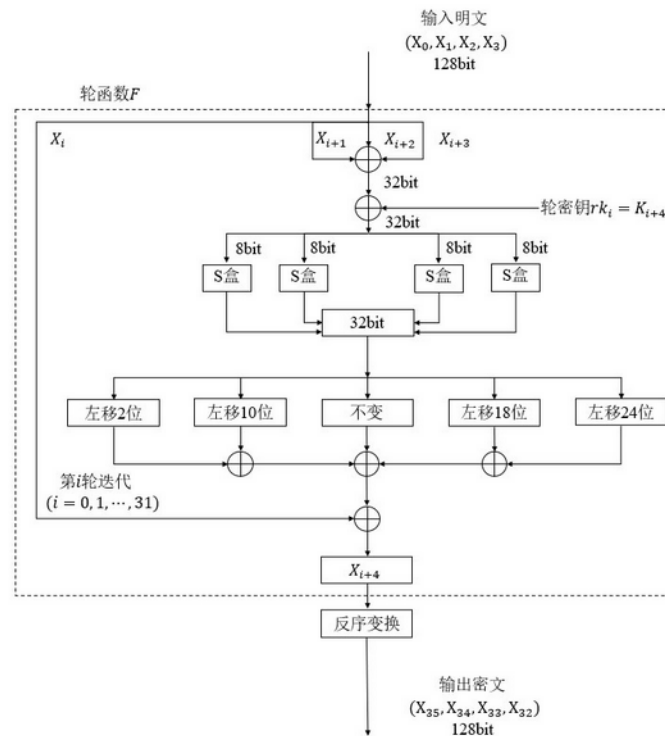 输入明文
(X₀,X₁,X₂,X₃)
128bit
轮函数F
Xᵢ
Xᵢ₊₁
Xᵢ₊₂
Xᵢ₊₃
32bit
轮密钥rkᵢ = Kᵢ₊₄
32bit
8bit
8bit
8bit
8bit
S盒
S盒
S盒
S盒
32bit
左移2位
左移10位
不变
左移18位
左移24位
第i轮迭代
(i = 0,1,⋯,31)
Xᵢ₊₄
反序变换
输出密文
(X₃₅,X₃₄,X₃₃,X₃₂)
128bit